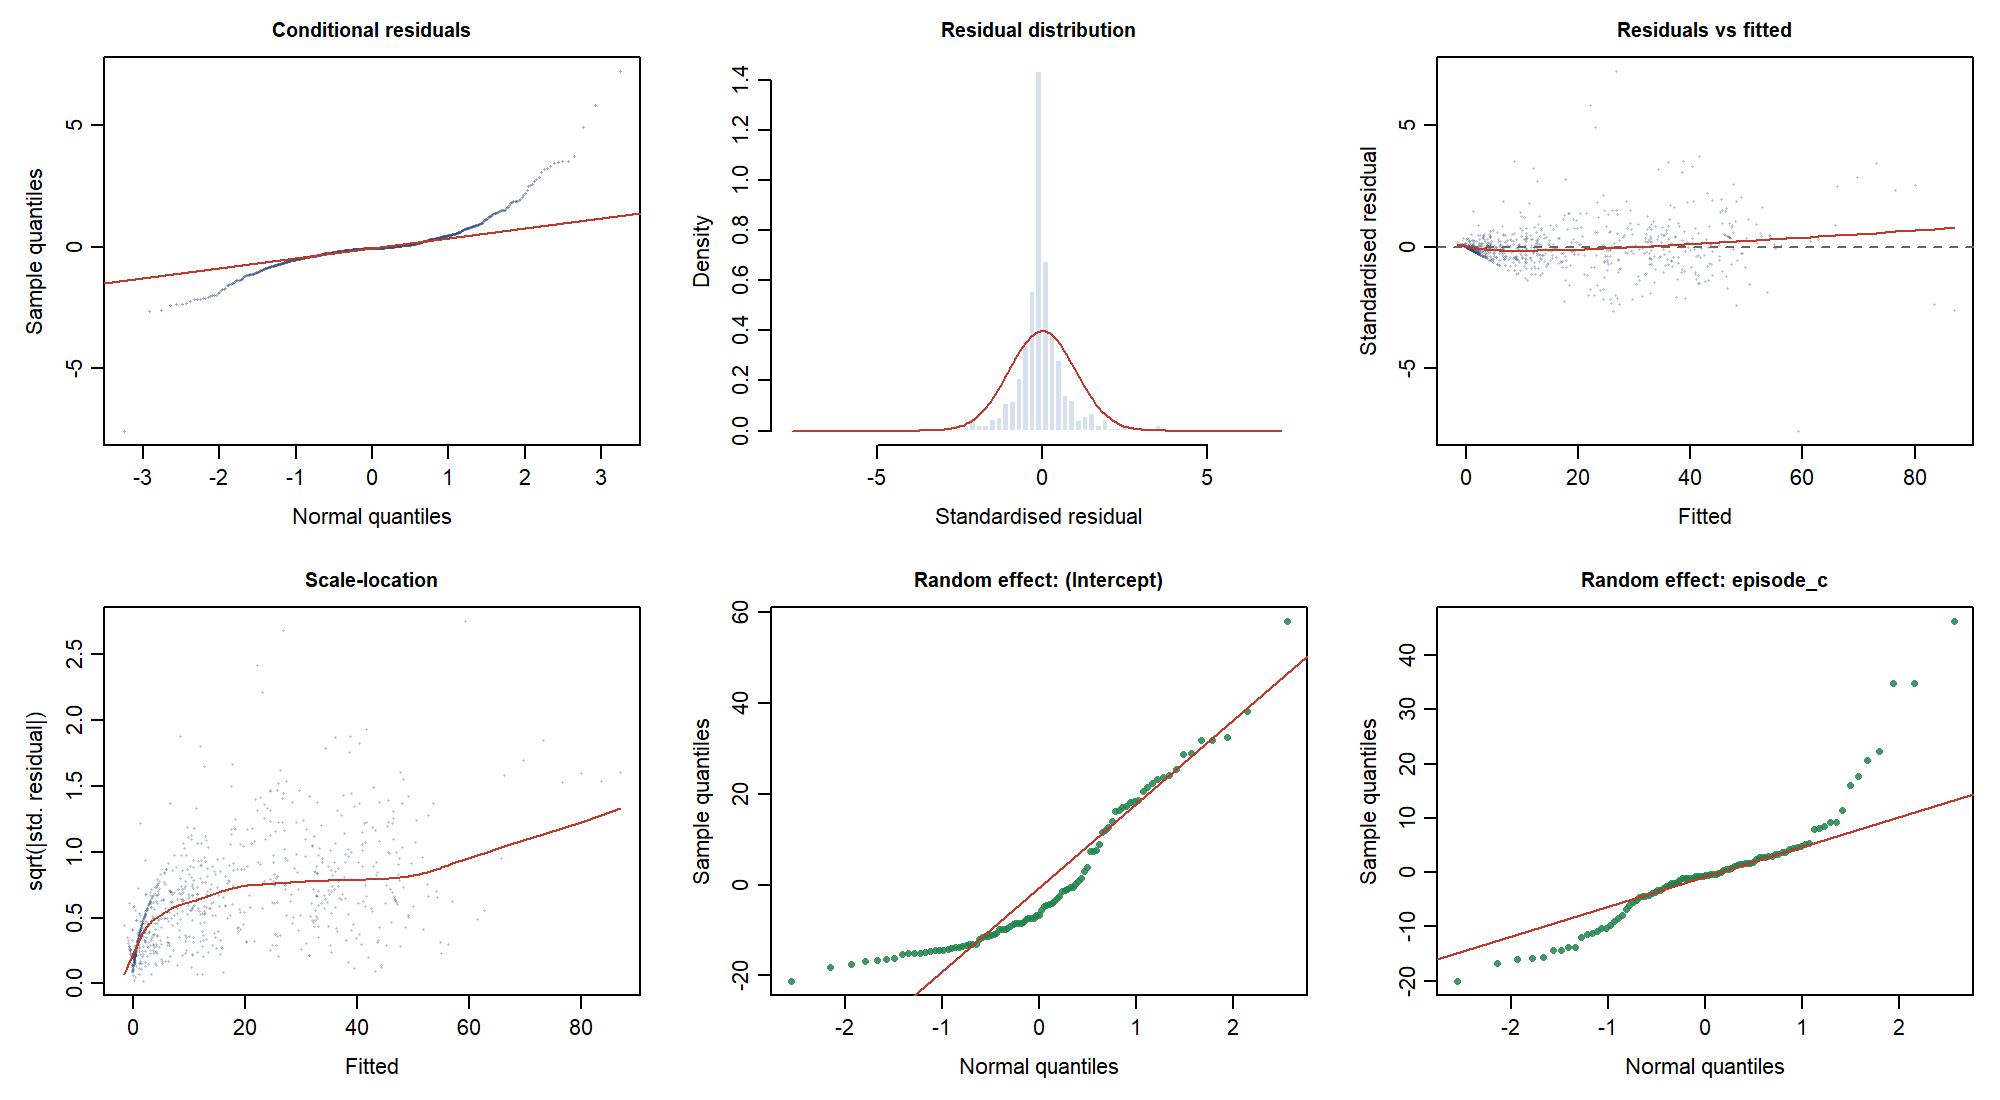 Conditional residuals
Sample quantiles
5
0
-5
-3 -2 -1 0 1 2 3
Normal quantiles
Residual distribution
Density
1.4
1.2
1.0
0.8
0.6
0.4
0.2
0.0
-5 0 5
Standardised residual
Residuals vs fitted
Standardised residual
5
0
-5
0 20 40 60 80
Fitted
Scale-location
sqrt(|std. residual|)
2.5
2.0
1.5
1.0
0.5
0.0
0 20 40 60 80
Fitted
Random effect: (Intercept)
Sample quantiles
60
40
20
0
-20
-2 -1 0 1 2
Normal quantiles
Random effect: episode_c
Sample quantiles
40
30
20
10
0
-10
-20
-2 -1 0 1 2
Normal quantiles